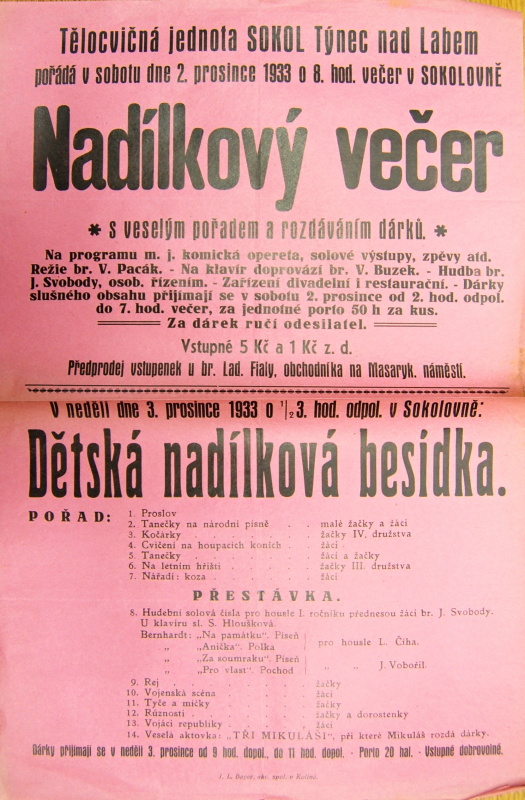 Tělocvičná jednota SOKOL Týnec nad Labem
pořádá v sobotu dne 2. prosince 1933 o 8. hod. večer v SOKOLOVNĚ
Nadílkový večer
* s veselým pořadem a rozdáváním dárků. *
Na programu m. j. komická opereta, solové výstupy, zpěvy atd.
Režie br. V. Pacák. - Na klavír doprovází br. V. Buzek. - Hudba br.
J. Svobody, osob. řízením. - Zařízení divadelní i restaurační. - Dárky
slušného obsahu přijímají se v sobotu 2. prosince od 2. hod. odpol.
do 7. hod. večer, za jednotné porto 50 h za kus.
Za dárek ručí odesilatel.
Vstupné 5 Kč a 1 Kč z. d.
Předprodej vstupenek u br. Lad. Fialy, obchodníka na Masaryk. náměstí.
V neděli dne 3. prosince 1933 o 1/2 3. hod. odpol. v Sokolovně:
Dětská nadílková besídka.
POŘAD:
1. Proslov
2. Tanečky na národní písně . . malé žačky a žáci
3. Kočárky . . . . . žačky IV. družstva
4. Cvičení na houpacích koních . . žáci
5. Tanečky . . . . . žáci a žačky
6. Na letním hřišti . . . . žačky III. družstva
7. Nářadí: koza . . . . . žáci
PŘESTÁVKA.
8. Hudební solová čísla pro housle I. ročníku přednesou žáci br. J. Svobody.
U klavíru sl. S. Hloušková.
Bernhardt: „Na památku“. Píseň
„ „Anička“. Polka pro housle L. Číha.
„ „Za soumraku“. Píseň
„ „Pro vlast“. Pochod „ „ J. Vobořil.
9. Rej . . . . . žačky
10. Vojenská scéna . . . . žáci
11. Tyče a míčky . . . . žačky
12. Různosti . . . . . žačky a dorostenky
13. Vojáci republiky . . . . žáci
14. Veselá aktovka: „TŘI MIKULÁŠI“, při které Mikuláš rozdá dárky.
Dárky přijímají se v neděli 3. prosince od 9 hod. dopol., do 11 hod. dopol. - Porto 20 hal. - Vstupné dobrovolné.
J. L. Bayer, spol. v Kolíně.